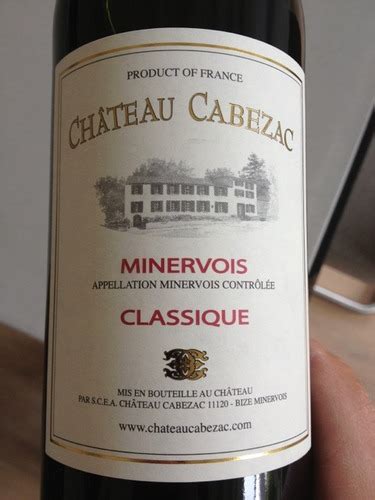 PRODUCT OF FRANCE
CHÂTEAU CABEZAC
MINERVOIS
APPELLATION MINERVOIS CONTRÔLÉE
CLASSIQUE
MIS EN BOUTEILLE AU CHÂTEAU
PAR S.C.E.A. CHÂTEAU CABEZAC 11120 - BIZE MINERVOIS
www.chateaucabezac.com